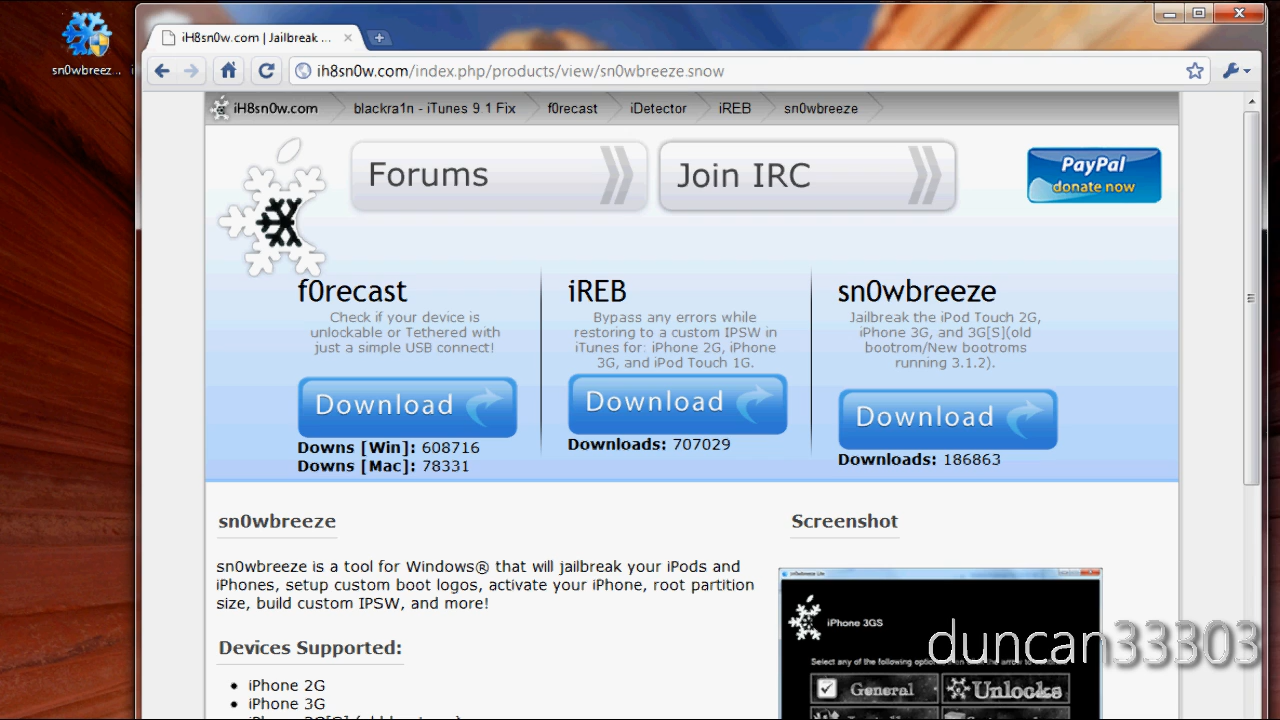 sn0wbreez...
iH8sn0w.com | Jailbreak ...
ih8sn0w.com/index.php/products/view/sn0wbreeze.snow
iH8sn0w.com
blackra1n - iTunes 9 1 Fix
f0recast
iDetector
iREB
sn0wbreeze
Forums
Join IRC
PayPal
donate now
f0recast
Check if your device is
unlockable or Tethered with
just a simple USB connect!
Download
Downs [Win]: 608716
Downs [Mac]: 78331
iREB
Bypass any errors while
restoring to a custom IPSW in
iTunes for: iPhone 2G, iPhone
3G, and iPod Touch 1G.
Download
Downloads: 707029
sn0wbreeze
Jailbreak the iPod Touch 2G,
iPhone 3G, and 3G[S](old
bootrom/New bootroms
running 3.1.2).
Download
Downloads: 186863
sn0wbreeze
sn0wbreeze is a tool for Windows® that will jailbreak your iPods and
iPhones, setup custom boot logos, activate your iPhone, root partition
size, build custom IPSW, and more!
Devices Supported:
• iPhone 2G
• iPhone 3G
Screenshot
iPhone 3GS
Select any of the following
General
Unlocks
duncan33303